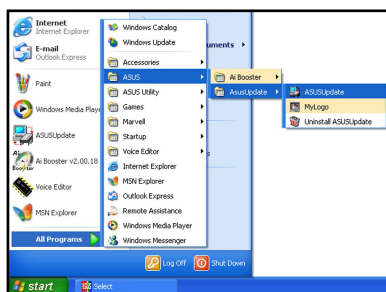 Internet
Internet Explorer
E-mail
Outlook Express
Paint
Windows Media Playe
ASUSUpdate
Ai Booster v2.00.18
Voice Editor
MSN Explorer
All Programs
Windows Catalog
Windows Update
Accessories
ASUS
ASUS Utility
Games
Marvell
Startup
Voice Editor
Internet Explorer
MSN Explorer
Outlook Express
Remote Assistance
Windows Media Player
Windows Messenger
uments
s
Ai Booster
AsusUpdate
ASUSUpdate
MyLogo
Uninstall ASUSUpdate
Log Off
Shut Down
start
Select